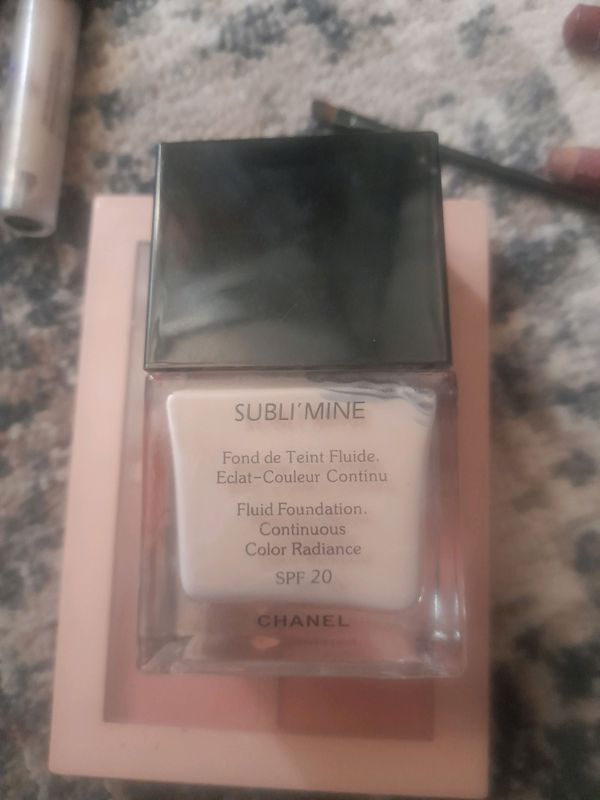 SUBLI'MINE
Fond de Teint Fluide.
Eclat-Couleur Continu
Fluid Foundation.
Continuous
Color Radiance
SPF 20
CHANEL